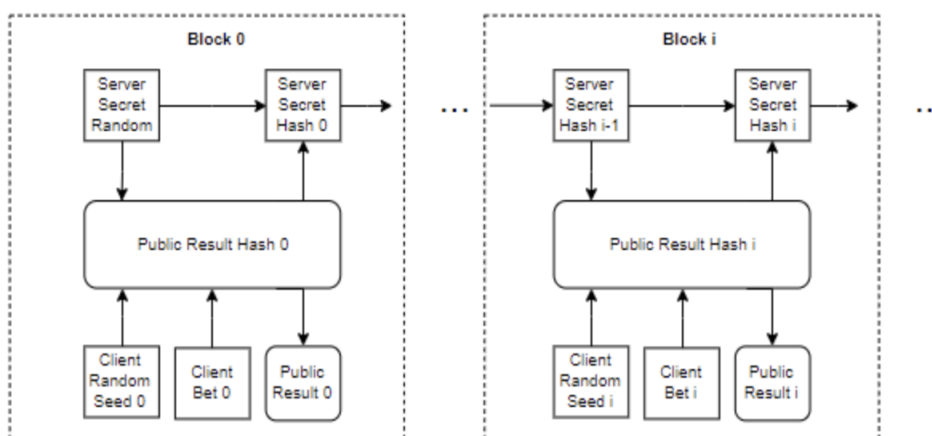 Block 0
Server
Secret
Random
Server
Secret
Hash 0
Public Result Hash 0
Client
Random
Seed 0
Client
Bet 0
Public
Result 0
...
Block i
Server
Secret
Hash i-1
Server
Secret
Hash i
Public Result Hash i
Client
Random
Seed i
Client
Bet i
Public
Result i
..